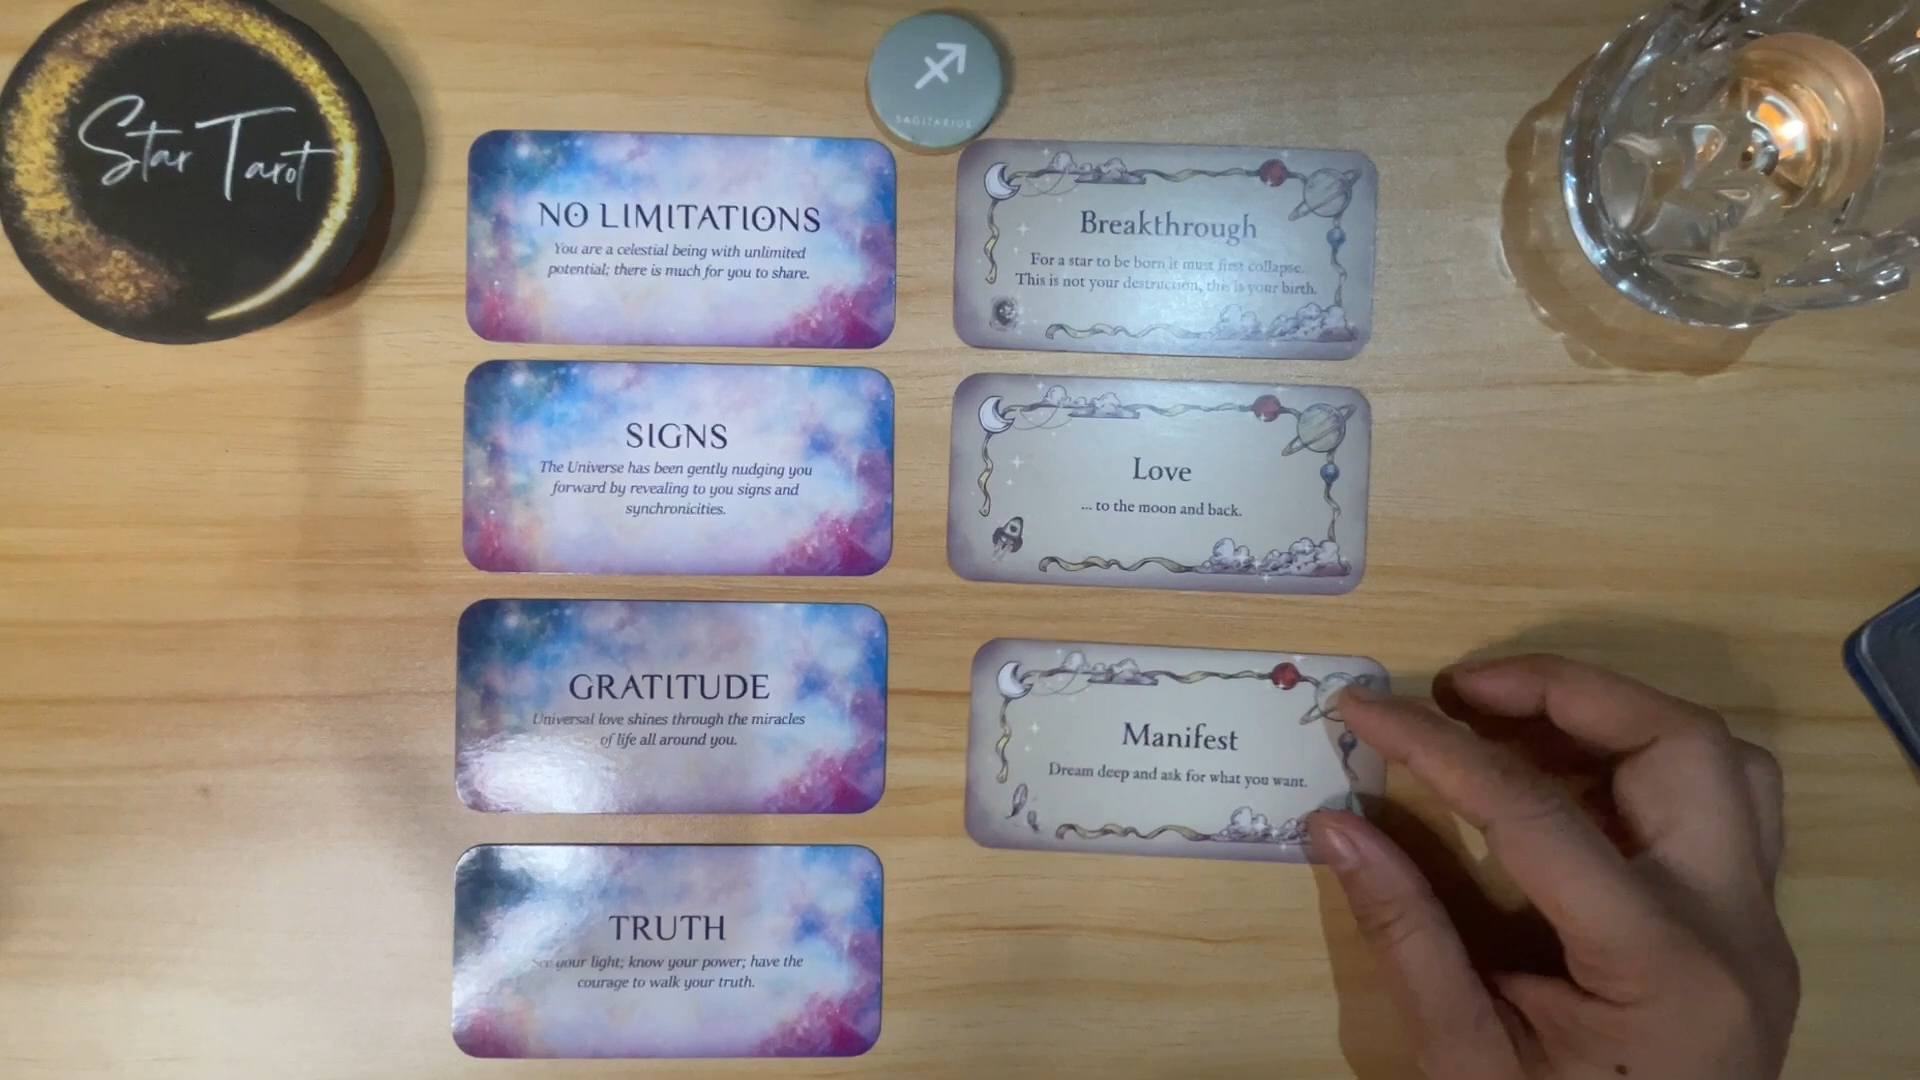 Star Tarot
SAGITARIUS
NO LIMITATIONS
You are a celestial being with unlimited
potential; there is much for you to share.
Breakthrough
For a star to be born it must first collapse.
This is not your destruction, this is your birth.
SIGNS
The Universe has been gently nudging you
forward by revealing to you signs and
synchronicities.
Love
... to the moon and back.
GRATITUDE
Universal love shines through the miracles
of life all around you.
Manifest
Dream deep and ask for what you want.
TRUTH
See your light; know your power; have the
courage to walk your truth.